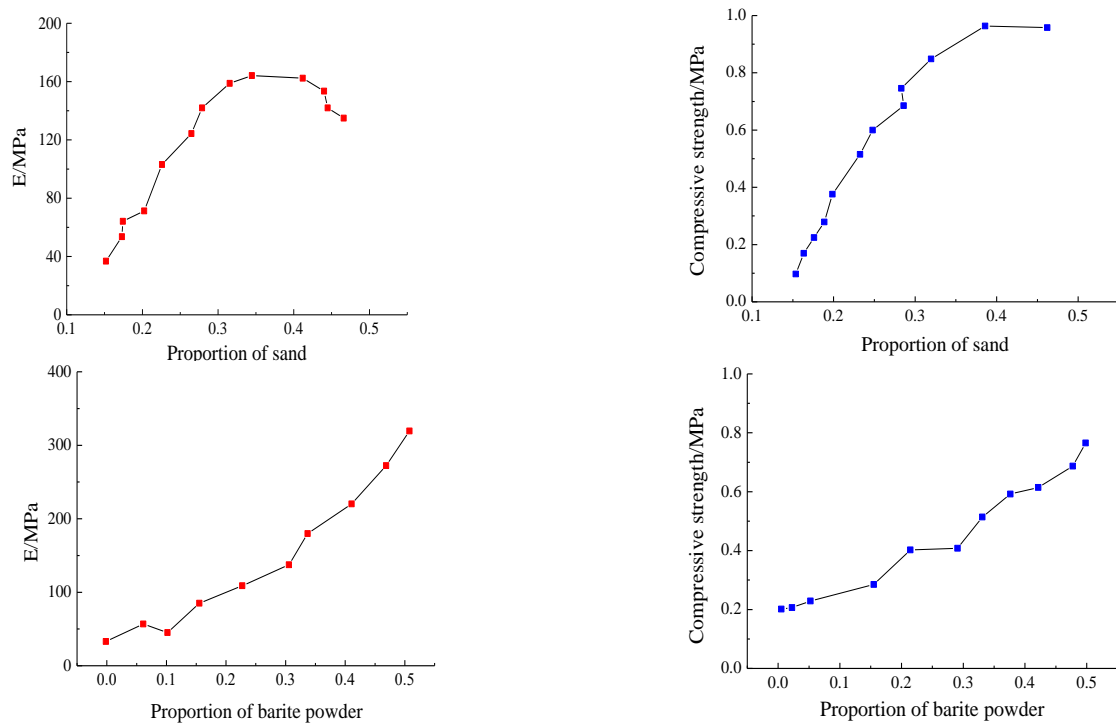 200
160
120
80
40
0
E/MPa
0.1 0.2 0.3 0.4 0.5
Proportion of sand
1.0
0.8
0.6
0.4
0.2
0.0
Compressive strength/MPa
0.1 0.2 0.3 0.4 0.5
Proportion of sand
400
300
200
100
0
E/MPa
0.0 0.1 0.2 0.3 0.4 0.5
Proportion of barite powder
1.0
0.8
0.6
0.4
0.2
0.0
Compressive strength/MPa
0.0 0.1 0.2 0.3 0.4 0.5
Proportion of barite powder